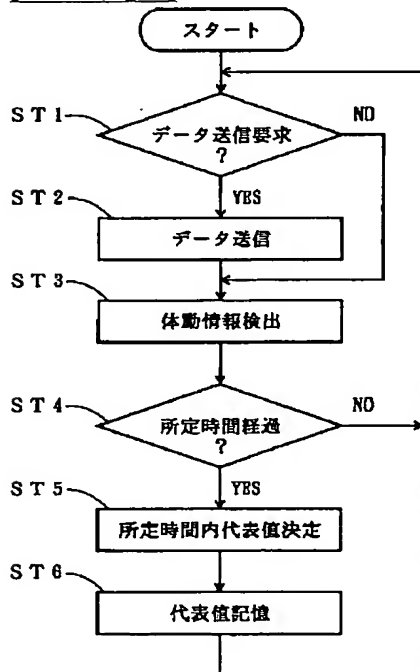 スタート
ST1
データ送信要求
?
NO
YES
ST2
データ送信
ST3
体動情報検出
ST4
所定時間経過
?
NO
YES
ST5
所定時間内代表値決定
ST6
代表値記憶